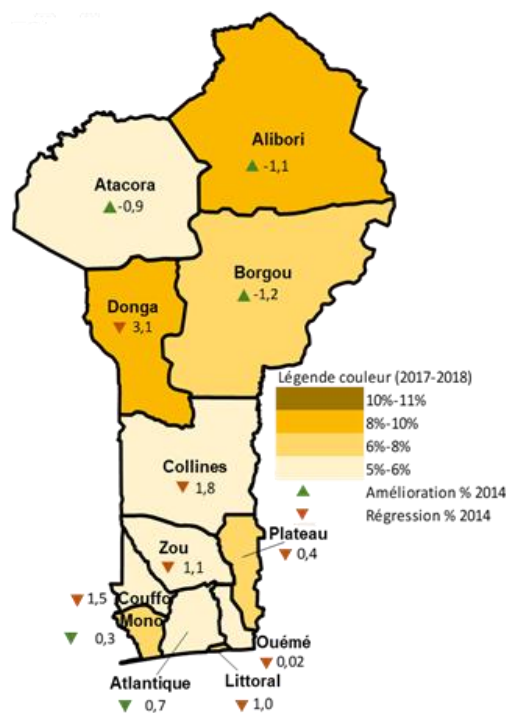 Alibori
-1,1
Atacora
-0,9
Borgou
-1,2
Donga
3,1
Légende couleur (2017-2018)
10%-11%
8%-10%
6%-8%
5%-6%
Amélioration % 2014
Régression % 2014
Collines
1,8
Plateau
0,4
Zou
1,1
1,5 Couffo
Mono
0,3
Ouémé
0,02
Atlantique
0,7
Littoral
1,0